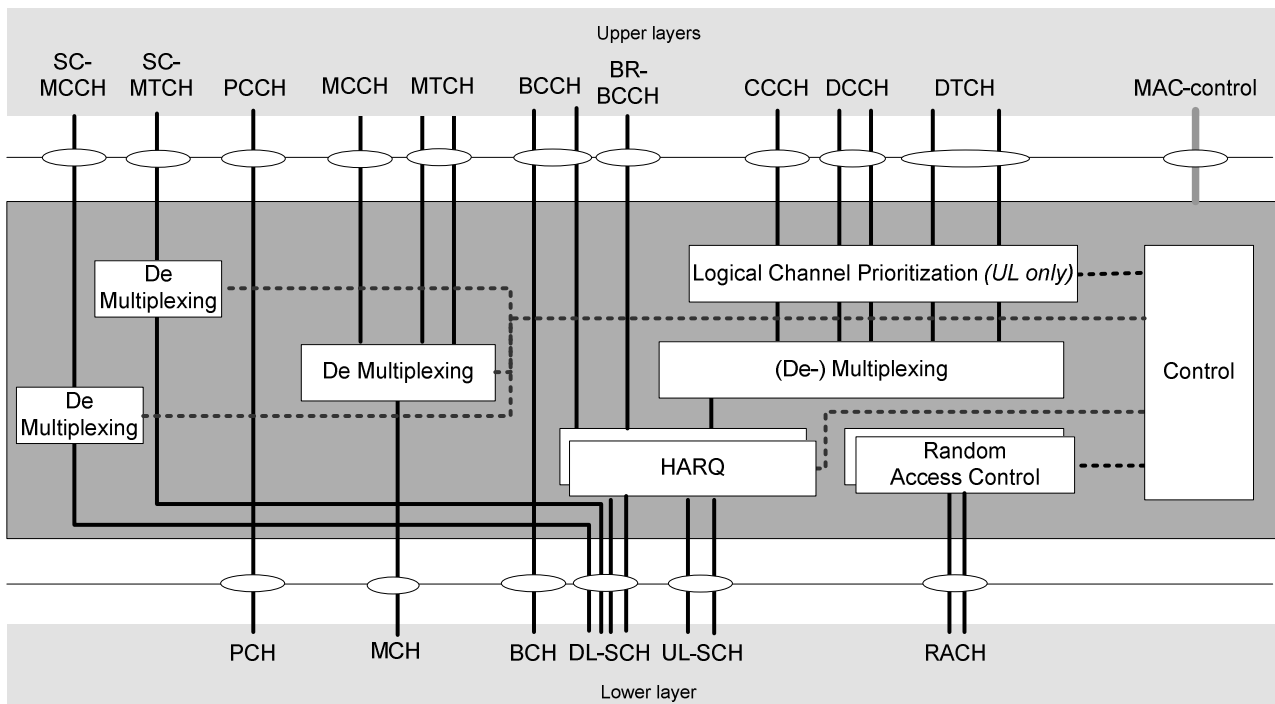 Upper layers
SC-
MCCH
SC-
MTCH
PCCH
MCCH
MTCH
BCCH
BR-
BCCH
CCCH
DCCH
DTCH
MAC-control
De
Multiplexing
Logical Channel Prioritization (UL only)
De Multiplexing
(De-) Multiplexing
Control
De
Multiplexing
HARQ
Random
Access Control
PCH
MCH
BCH
DL-SCH
UL-SCH
RACH
Lower layer